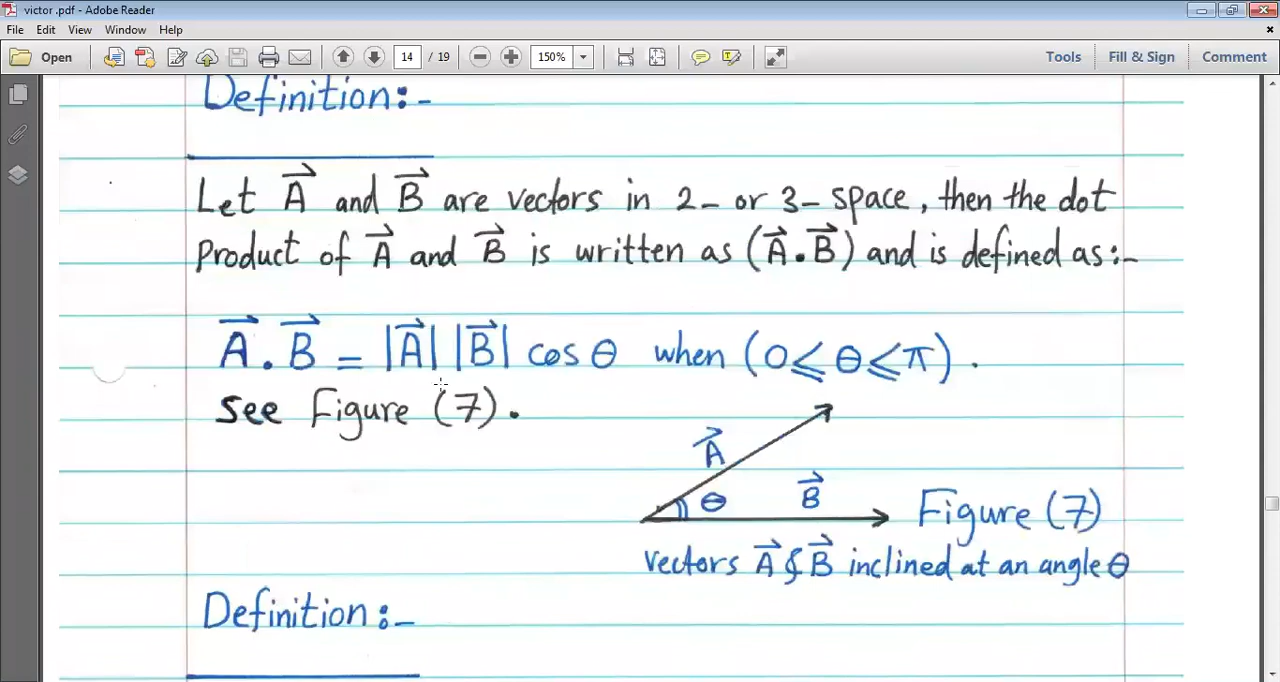 victor .pdf - Adobe Reader
File Edit View Window Help
Open 14 / 19 150% Tools Fill & Sign Comment
Definition:-
Let A⃗ and B⃗ are vectors in 2- or 3- space, then the dot
Product of A⃗ and B⃗ is written as (A⃗.B⃗) and is defined as:-
A⃗.B⃗ = |A⃗| |B⃗| cos θ when (0⩽θ⩽π).
see Figure (7).
A⃗
θ B⃗ Figure (7)
vectors A⃗ & B⃗ inclined at an angle θ
Definition:-